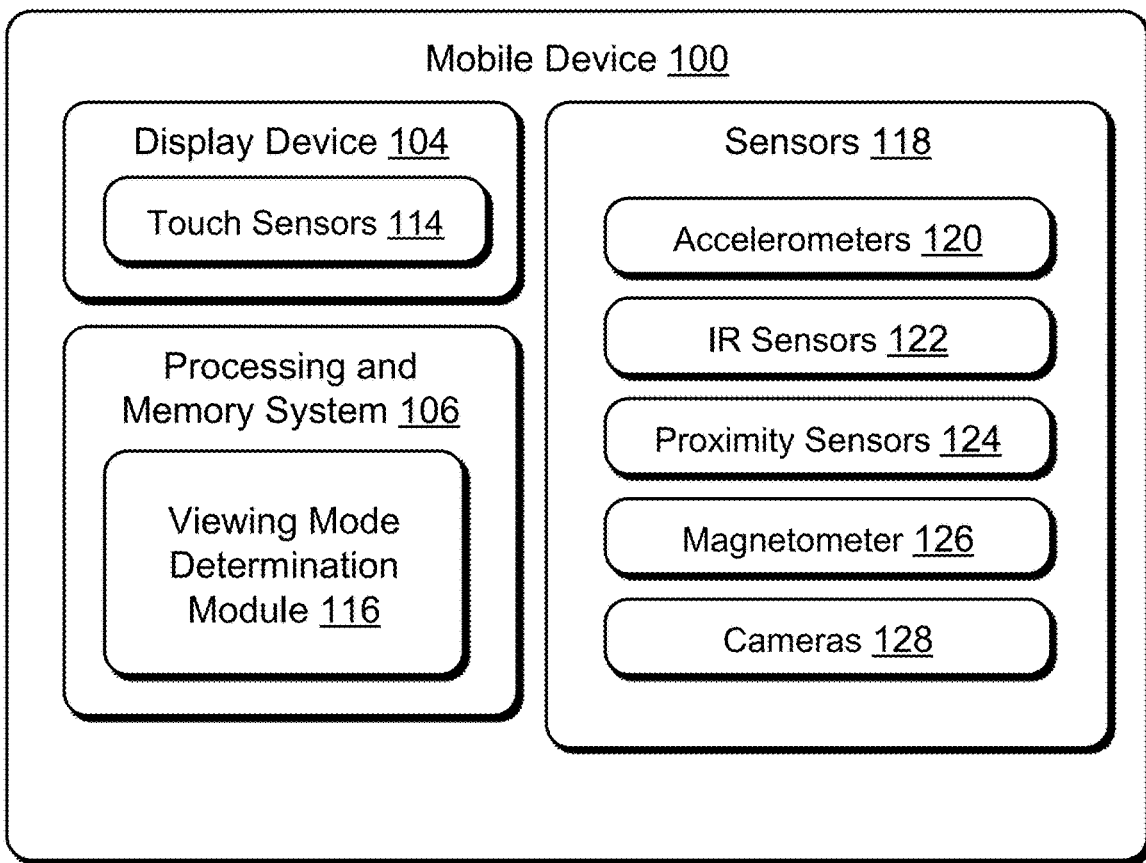 Mobile Device 100
Display Device 104
Touch Sensors 114
Processing and
Memory System 106
Viewing Mode
Determination
Module 116
Sensors 118
Accelerometers 120
IR Sensors 122
Proximity Sensors 124
Magnetometer 126
Cameras 128